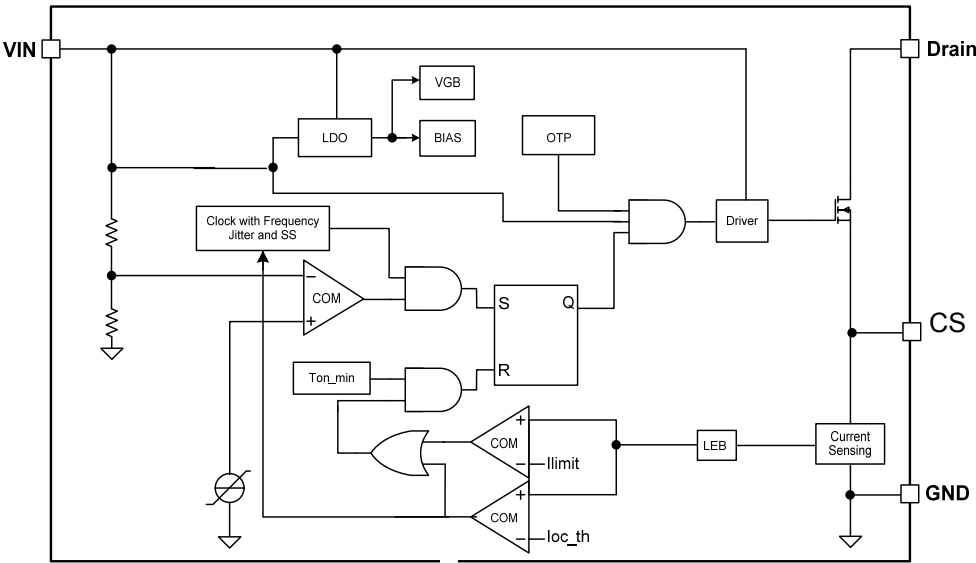 VIN
Drain
VGB
LDO
BIAS
OTP
Clock with Frequency
Jitter and SS
Driver
−
COM
+
S
Q
R
CS
Ton_min
+
COM
−
Ilimit
LEB
Current
Sensing
+
COM
−
Ioc_th
GND